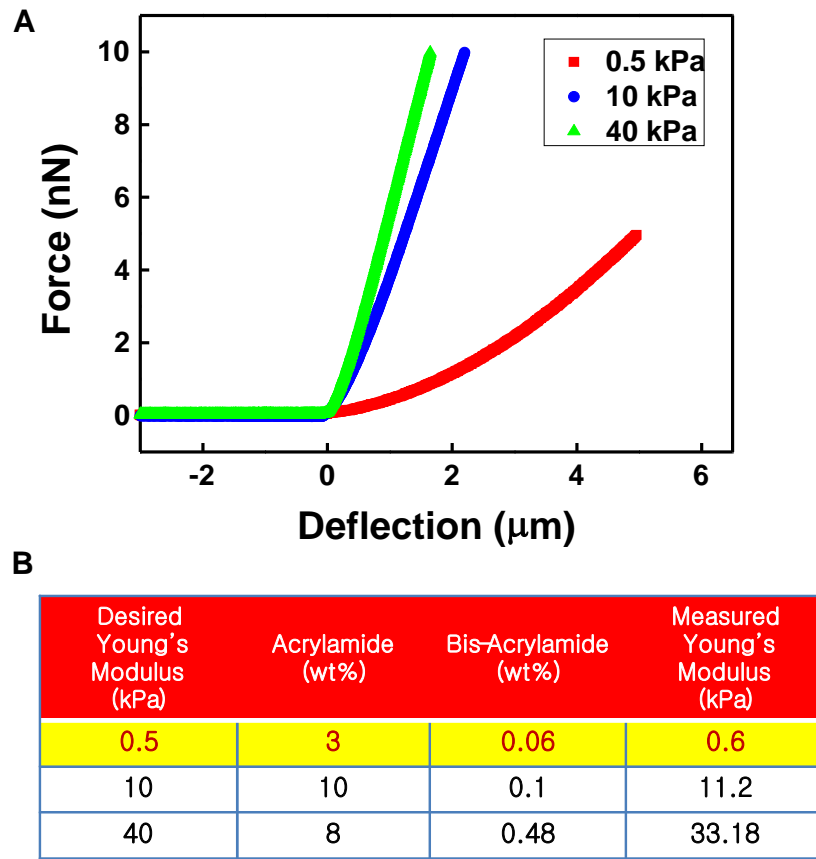 A
10
8
6
4
2
0
Force (nN)
0.5 kPa
10 kPa
40 kPa
-2 0 2 4 6
Deflection (μm)
B
Desired
Young's
Modulus
(kPa)
Acrylamide
(wt%)
Bis-Acrylamide
(wt%)
Measured
Young's
Modulus
(kPa)
0.5 3 0.06 0.6
10 10 0.1 11.2
40 8 0.48 33.18